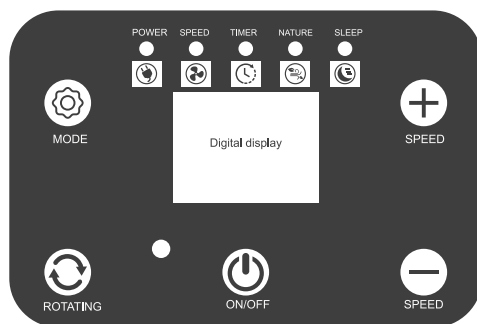 POWER SPEED TIMER NATURE SLEEP
Digital display
MODE SPEED
ROTATING ON/OFF SPEED